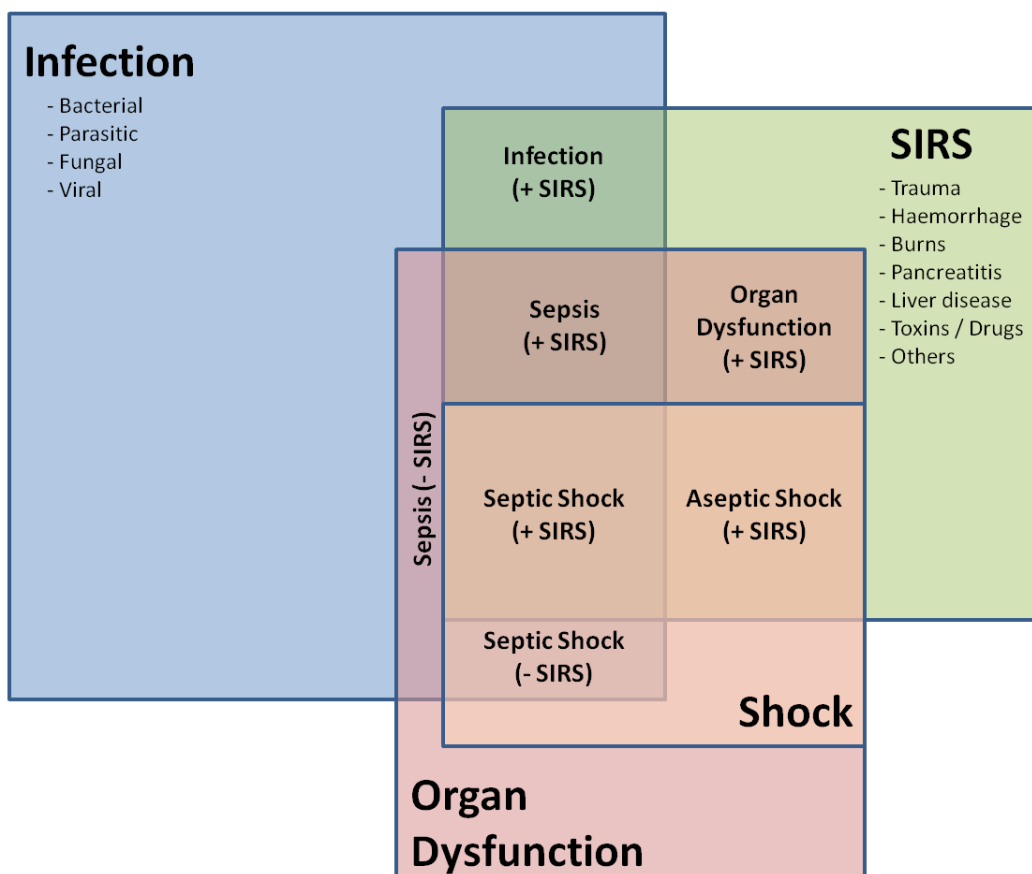 Infection
- Bacterial
- Parasitic
- Fungal
- Viral
SIRS
- Trauma
- Haemorrhage
- Burns
- Pancreatitis
- Liver disease
- Toxins / Drugs
- Others
Infection
(+ SIRS)
Sepsis
(+ SIRS)
Organ
Dysfunction
(+ SIRS)
Sepsis (- SIRS)
Septic Shock
(+ SIRS)
Aseptic Shock
(+ SIRS)
Septic Shock
(- SIRS)
Shock
Organ
Dysfunction